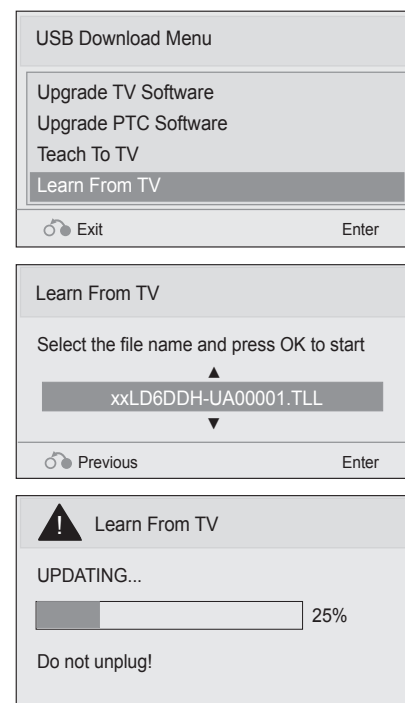 USB Download Menu
Upgrade TV Software
Upgrade PTC Software
Teach To TV
Learn From TV
Exit Enter
Learn From TV
Select the file name and press OK to start
▲
xxLD6DDH-UA00001.TLL
▼
Previous Enter
! Learn From TV
UPDATING...
25%
Do not unplug!